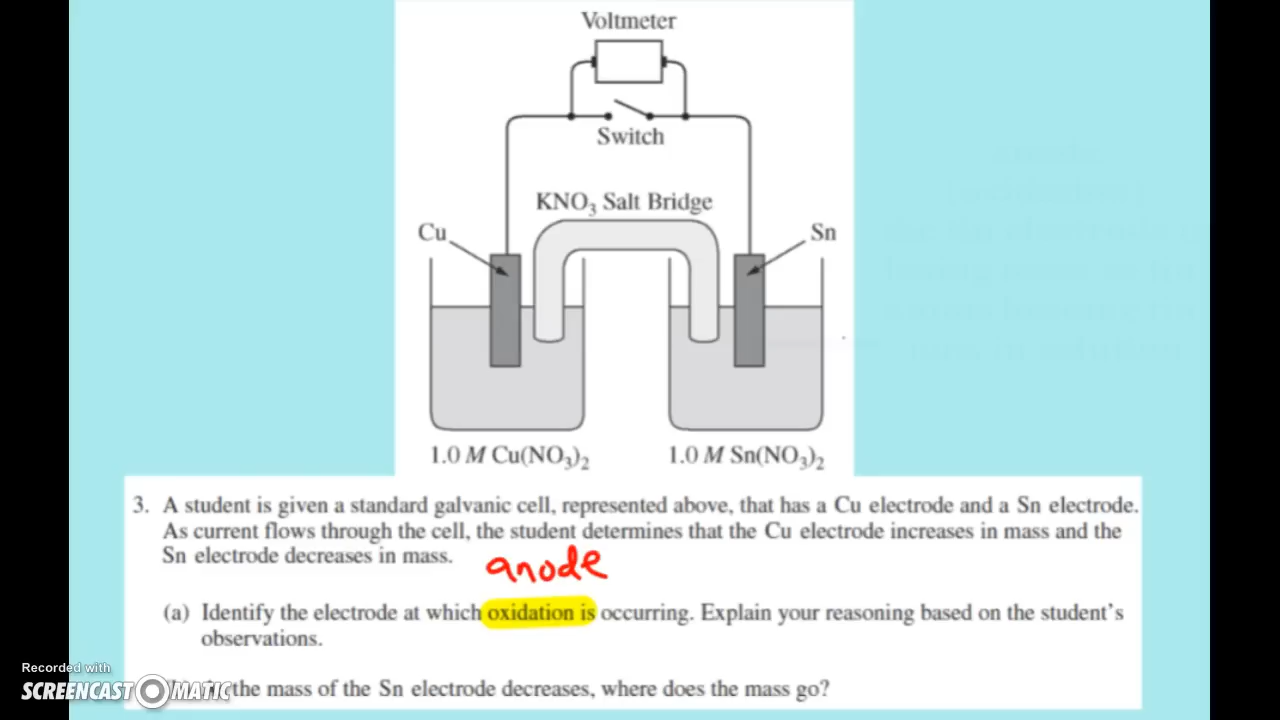 Voltmeter
Switch
KNO₃ Salt Bridge
Cu
Sn
1.0 M Cu(NO₃)₂
1.0 M Sn(NO₃)₂
3. A student is given a standard galvanic cell, represented above, that has a Cu electrode and a Sn electrode.
As current flows through the cell, the student determines that the Cu electrode increases in mass and the
Sn electrode decreases in mass.
anode
(a) Identify the electrode at which oxidation is occurring. Explain your reasoning based on the student's
observations.
the mass of the Sn electrode decreases, where does the mass go?
Recorded with
SCREENCAST MATIC